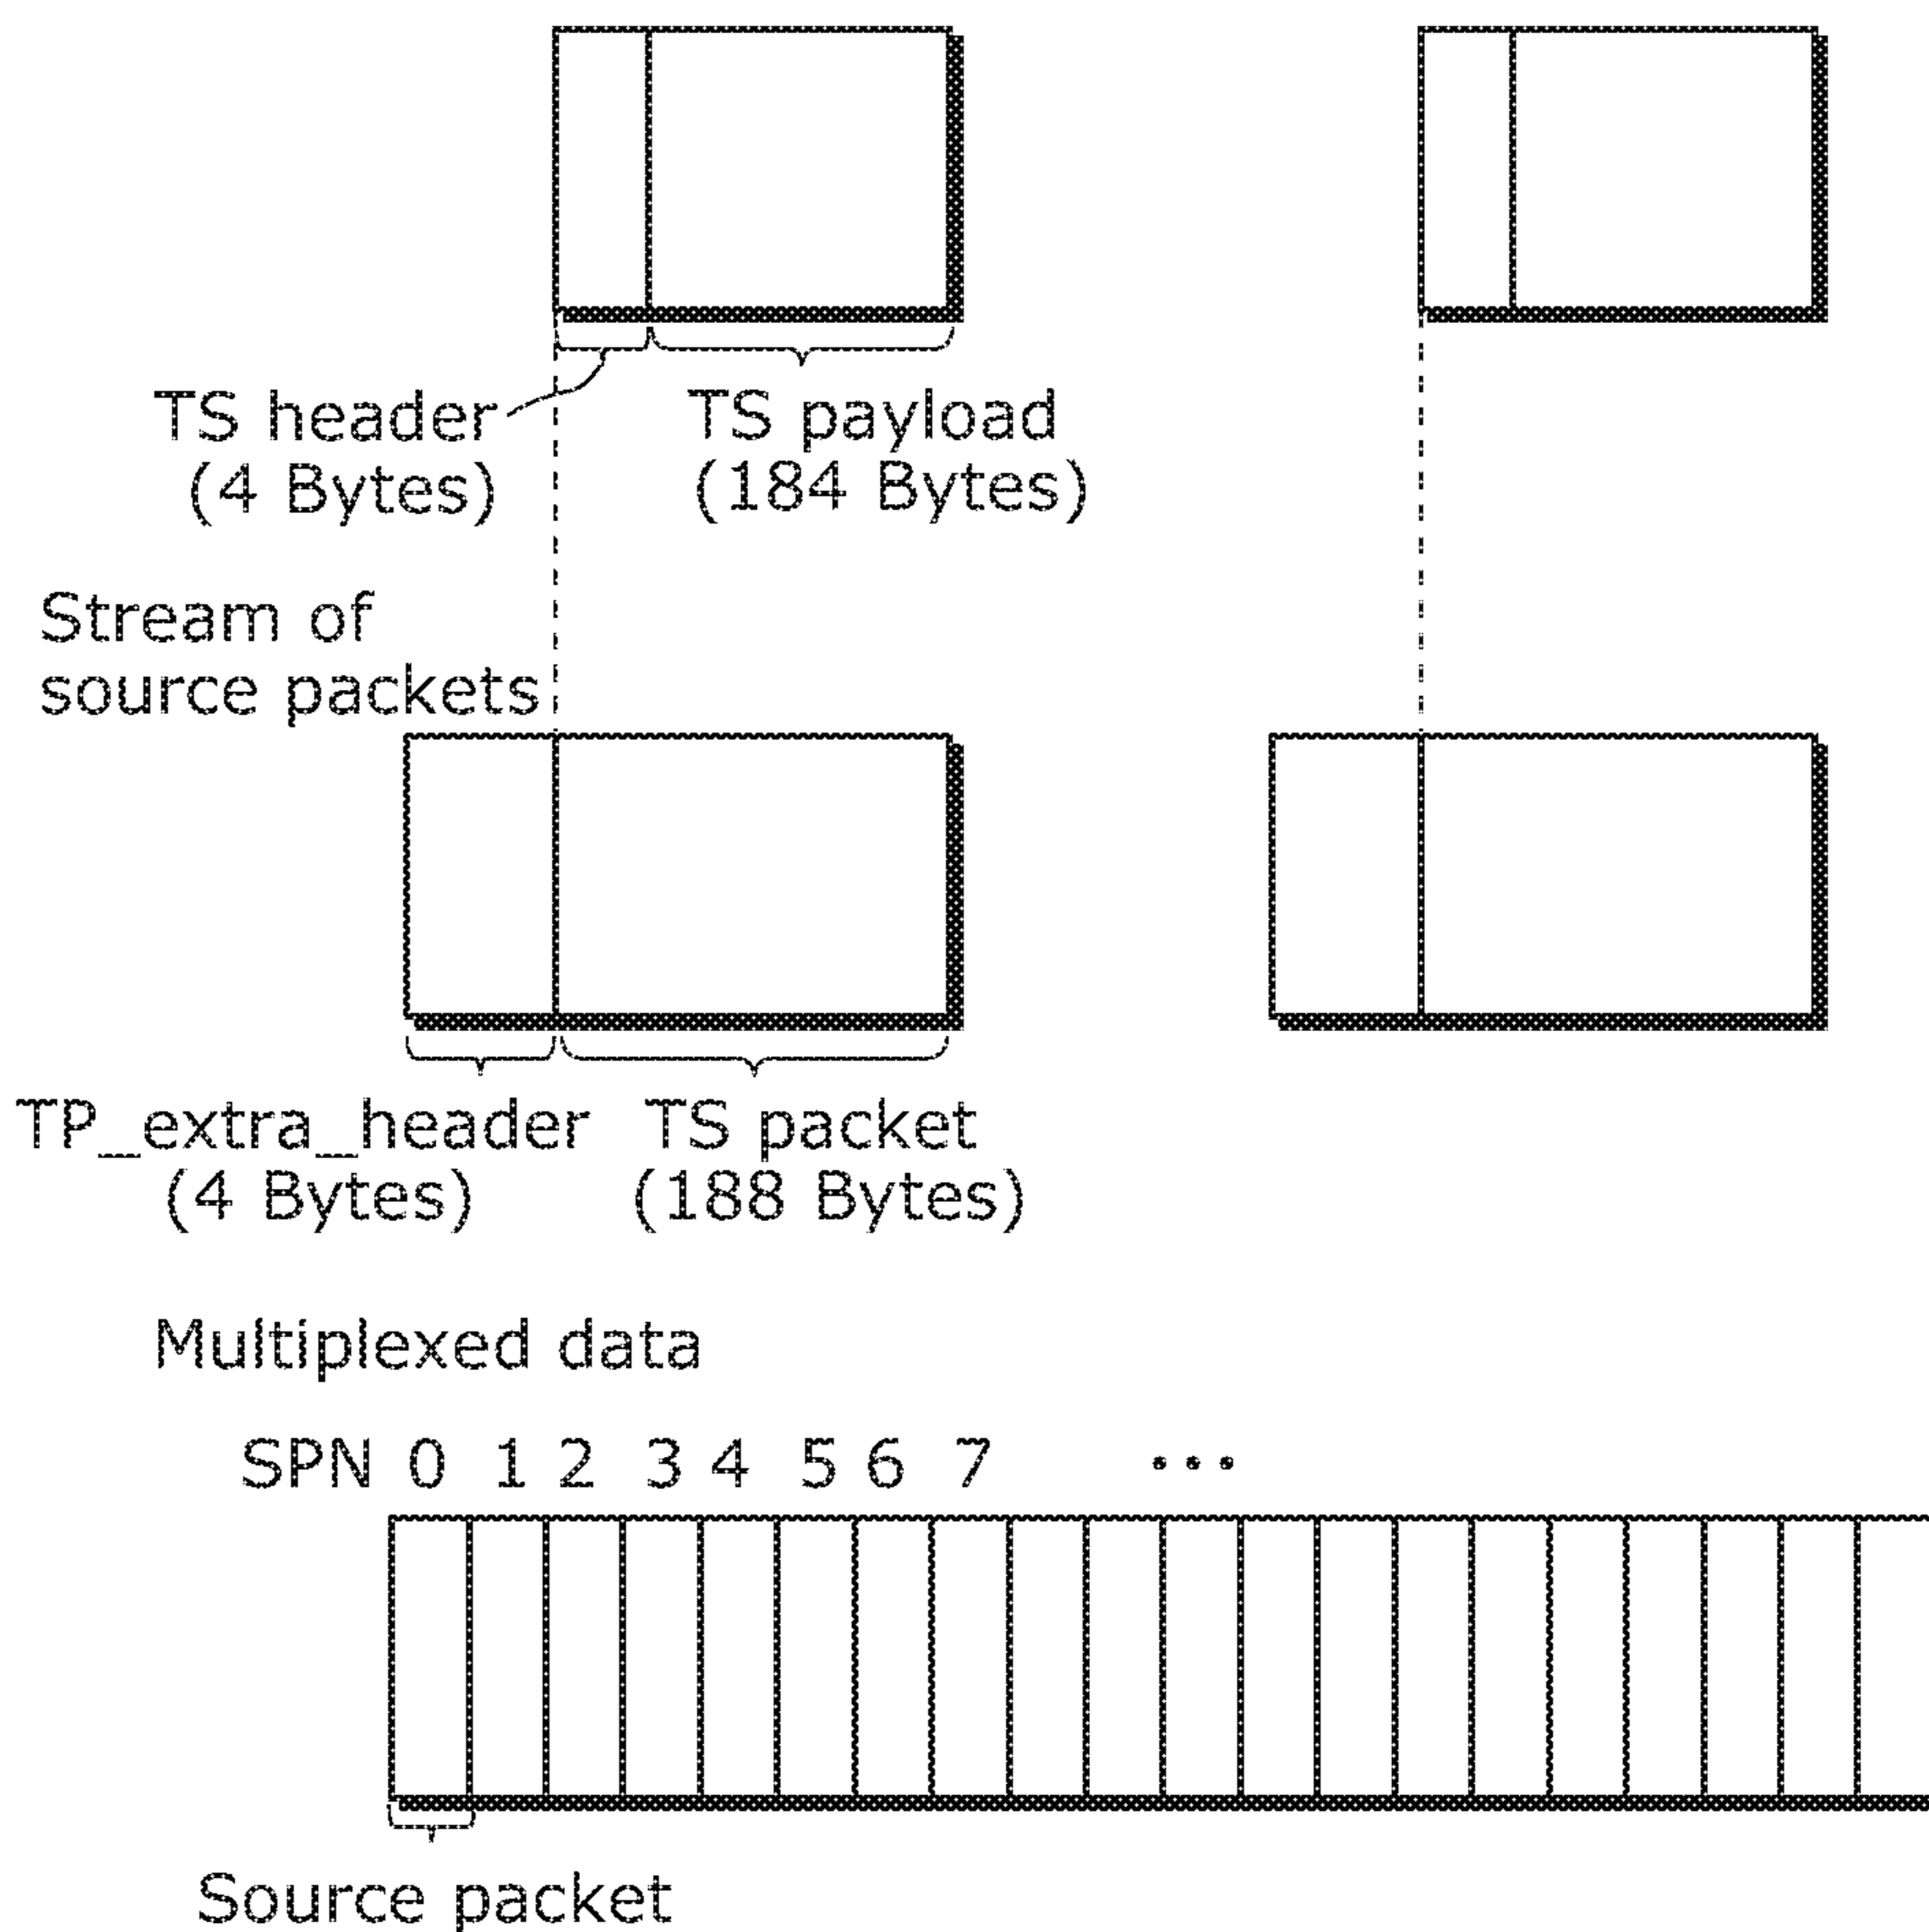 TS header
(4 Bytes)
TS payload
(184 Bytes)
Stream of
source packets
TP_extra_header
(4 Bytes)
TS packet
(188 Bytes)
Multiplexed data
SPN 0 1 2 3 4 5 6 7 ...
Source packet